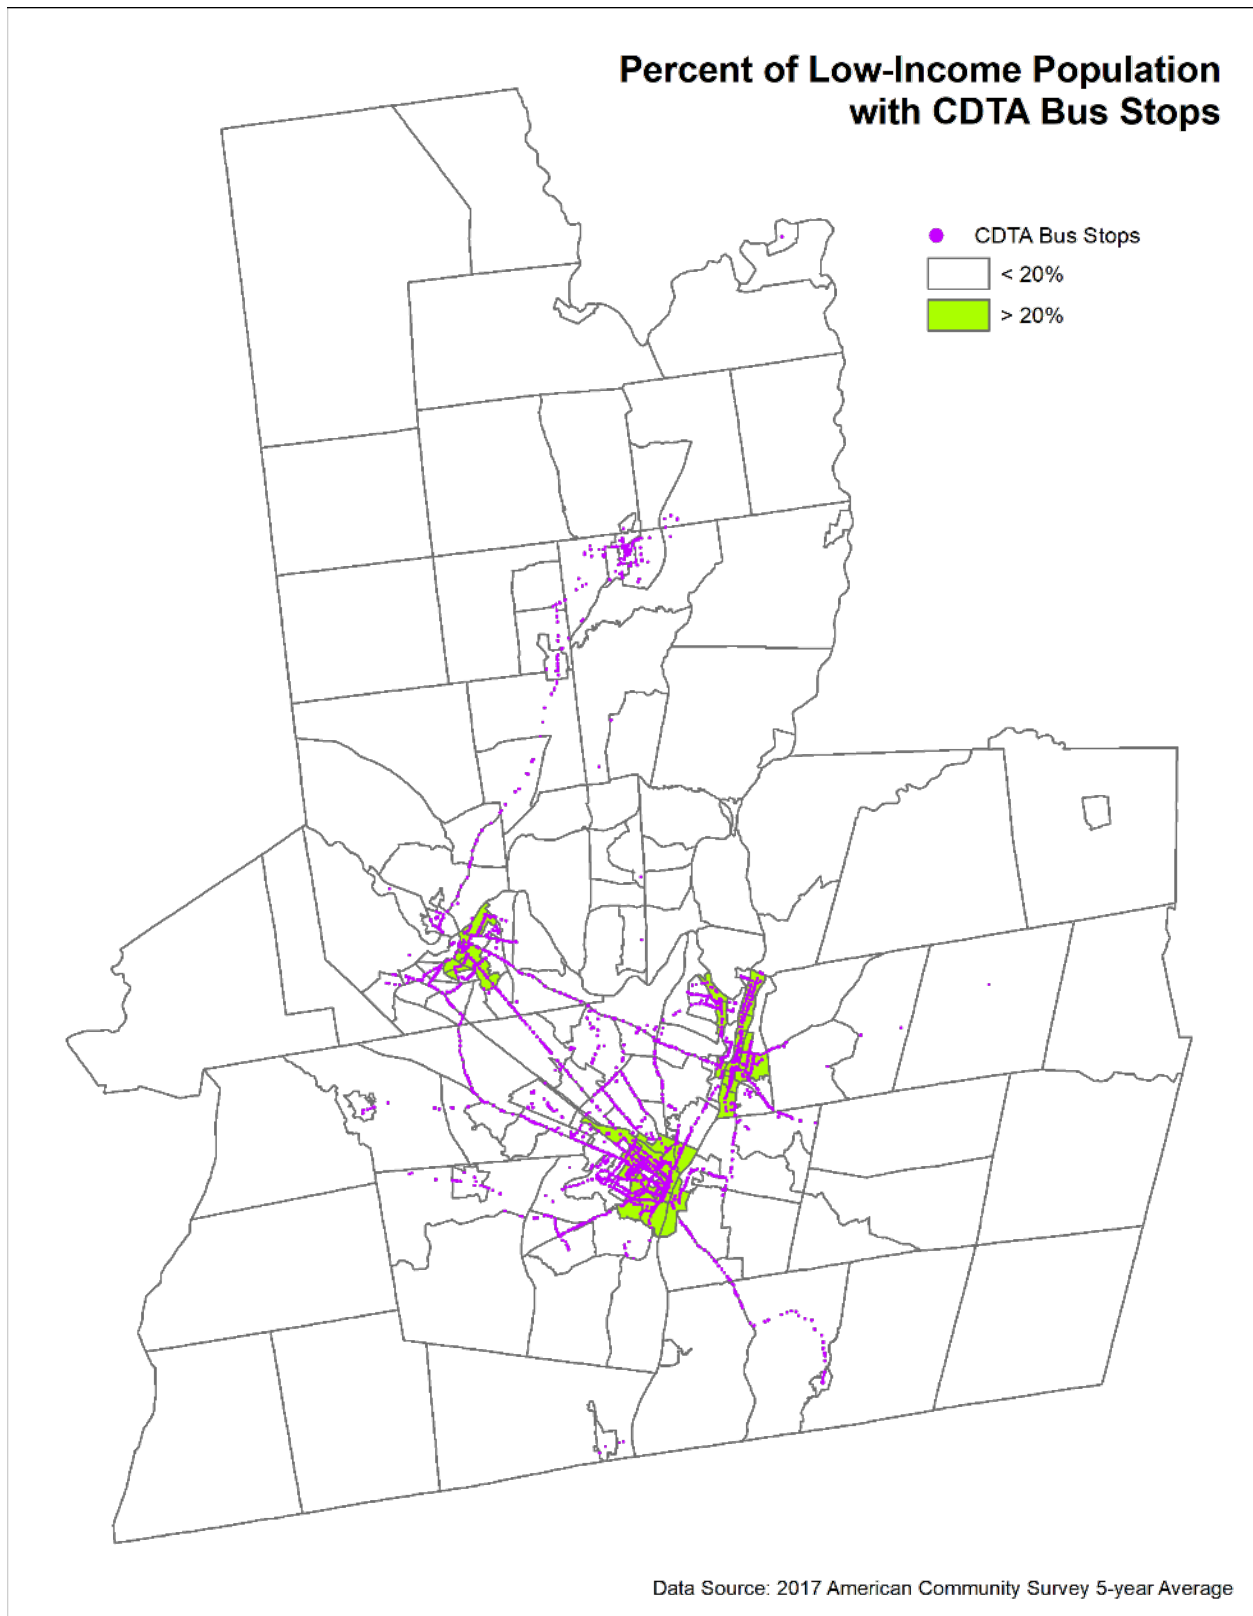 Percent of Low-Income Population
with CDTA Bus Stops
CDTA Bus Stops
< 20%
> 20%
Data Source: 2017 American Community Survey 5-year Average